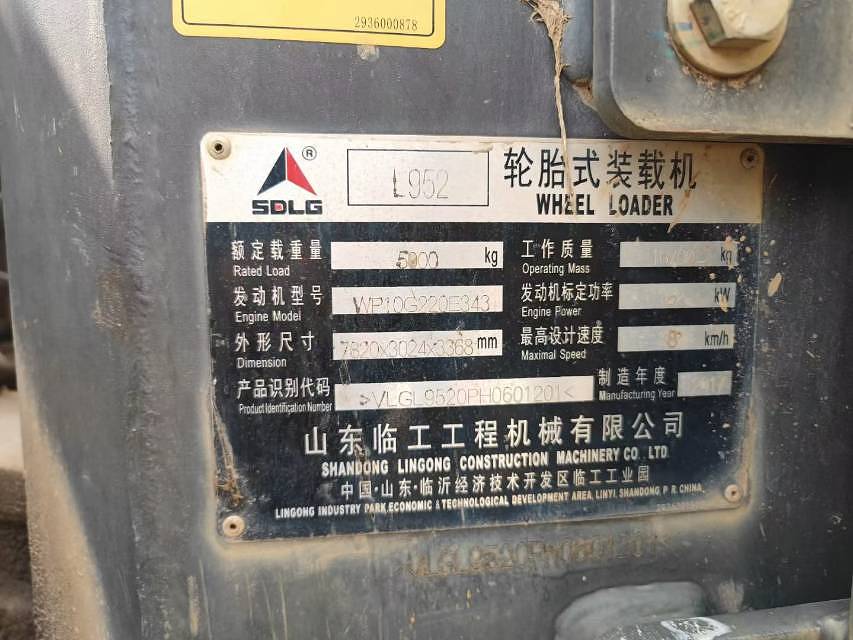 2936000878
SDLG ®
L952
轮胎式装载机
WHEEL LOADER
额定载重量 5000 kg
Rated Load
工作质量 kg
Operating Mass
发动机型号 WP10G220E343
Engine Model
发动机标定功率 kW
Engine Power
外形尺寸 7820×3024×3368 mm
Dimension
最高设计速度 km/h
Maximal Speed
产品识别代码 >VLGL9520PH0601201<
Product Identification Number
制造年度
Manufacturing Year
山东临工工程机械有限公司
SHANDONG LINGONG CONSTRUCTION MACHINERY CO., LTD
中国·山东·临沂经济技术开发区临工工业园
LINGONG INDUSTRY PARK,ECONOMIC & TECHNOLOGICAL DEVELOPMENT AREA, LINYI, SHANDONG, P. R. CHINA.